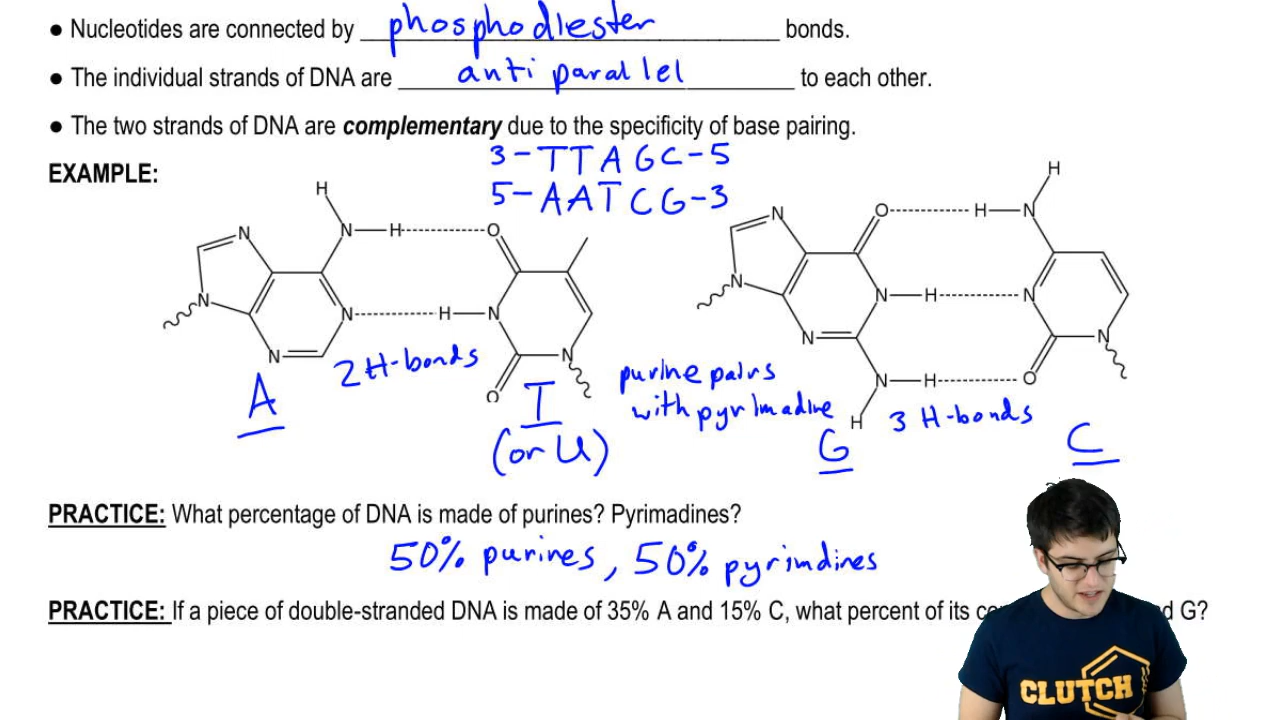 ● Nucleotides are connected by phosphodiester bonds.
● The individual strands of DNA are anti parallel to each other.
● The two strands of DNA are complementary due to the specificity of base pairing.
3-TTAGC-5
EXAMPLE:
5-AATCG-3
H
N
N
H
O
N
N
N
H
N
N
O
2 H-bonds
A
T
(or U)
N
O
H
N
H
N
N
H
N
N
N
H
O
N
H
purine pairs
with pyrimadine
3 H-bonds
G
C
PRACTICE: What percentage of DNA is made of purines? Pyrimadines?
50% purines, 50% pyrimdines
PRACTICE: If a piece of double-stranded DNA is made of 35% A and 15% C, what percent of its G?
CLUTCH